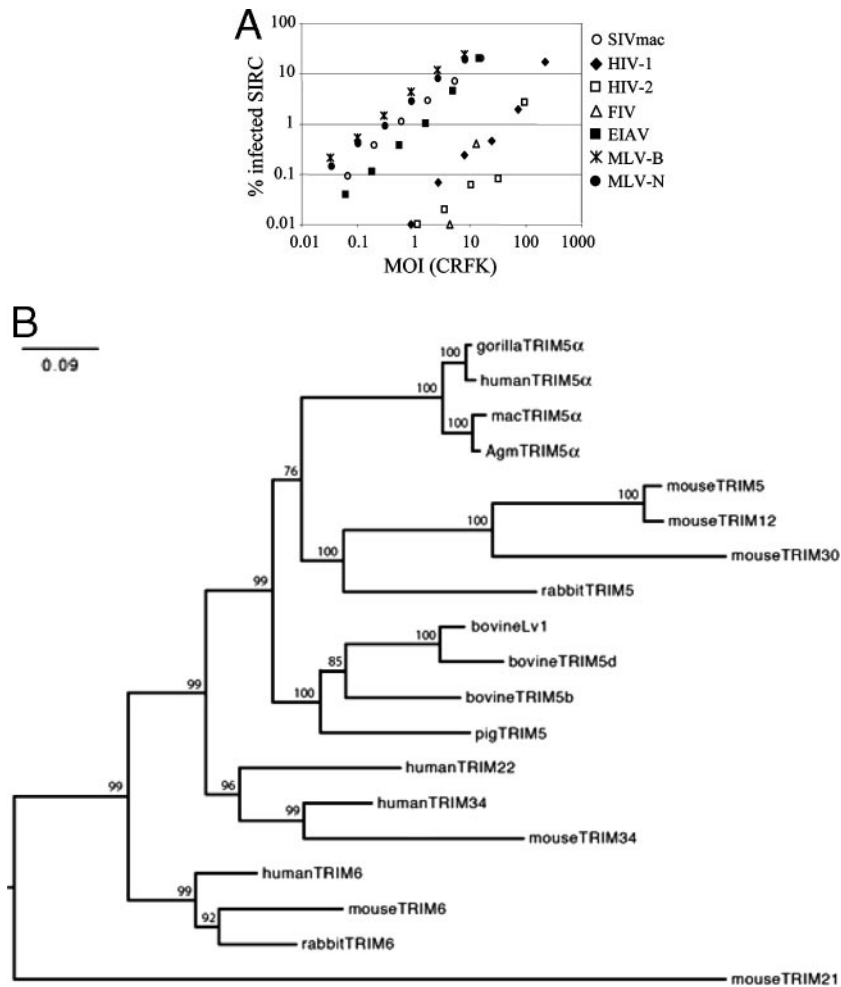 A
% infected SIRC
100
10
1
0.1
0.01
0.01 0.1 1 10 100 1000
MOI (CRFK)
SIVmac
HIV-1
HIV-2
FIV
EIAV
MLV-B
MLV-N
B
0.09
100 gorillaTRIM5α
humanTRIM5α
100
100 macTRIM5α
AgmTRIM5α
76
100 mouseTRIM5
mouseTRIM12
100
mouseTRIM30
100
rabbitTRIM5
99
100 bovineLv1
bovineTRIM5d
85
bovineTRIM5b
100
pigTRIM5
99
humanTRIM22
96
99 humanTRIM34
mouseTRIM34
99
humanTRIM6
99
mouseTRIM6
92
rabbitTRIM6
mouseTRIM21